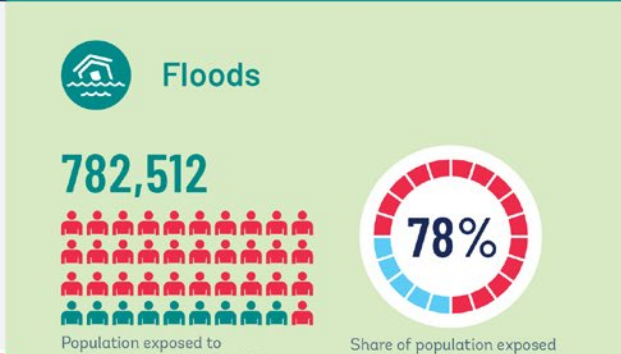 Floods
782,512
78%
Population exposed to
Share of population exposed